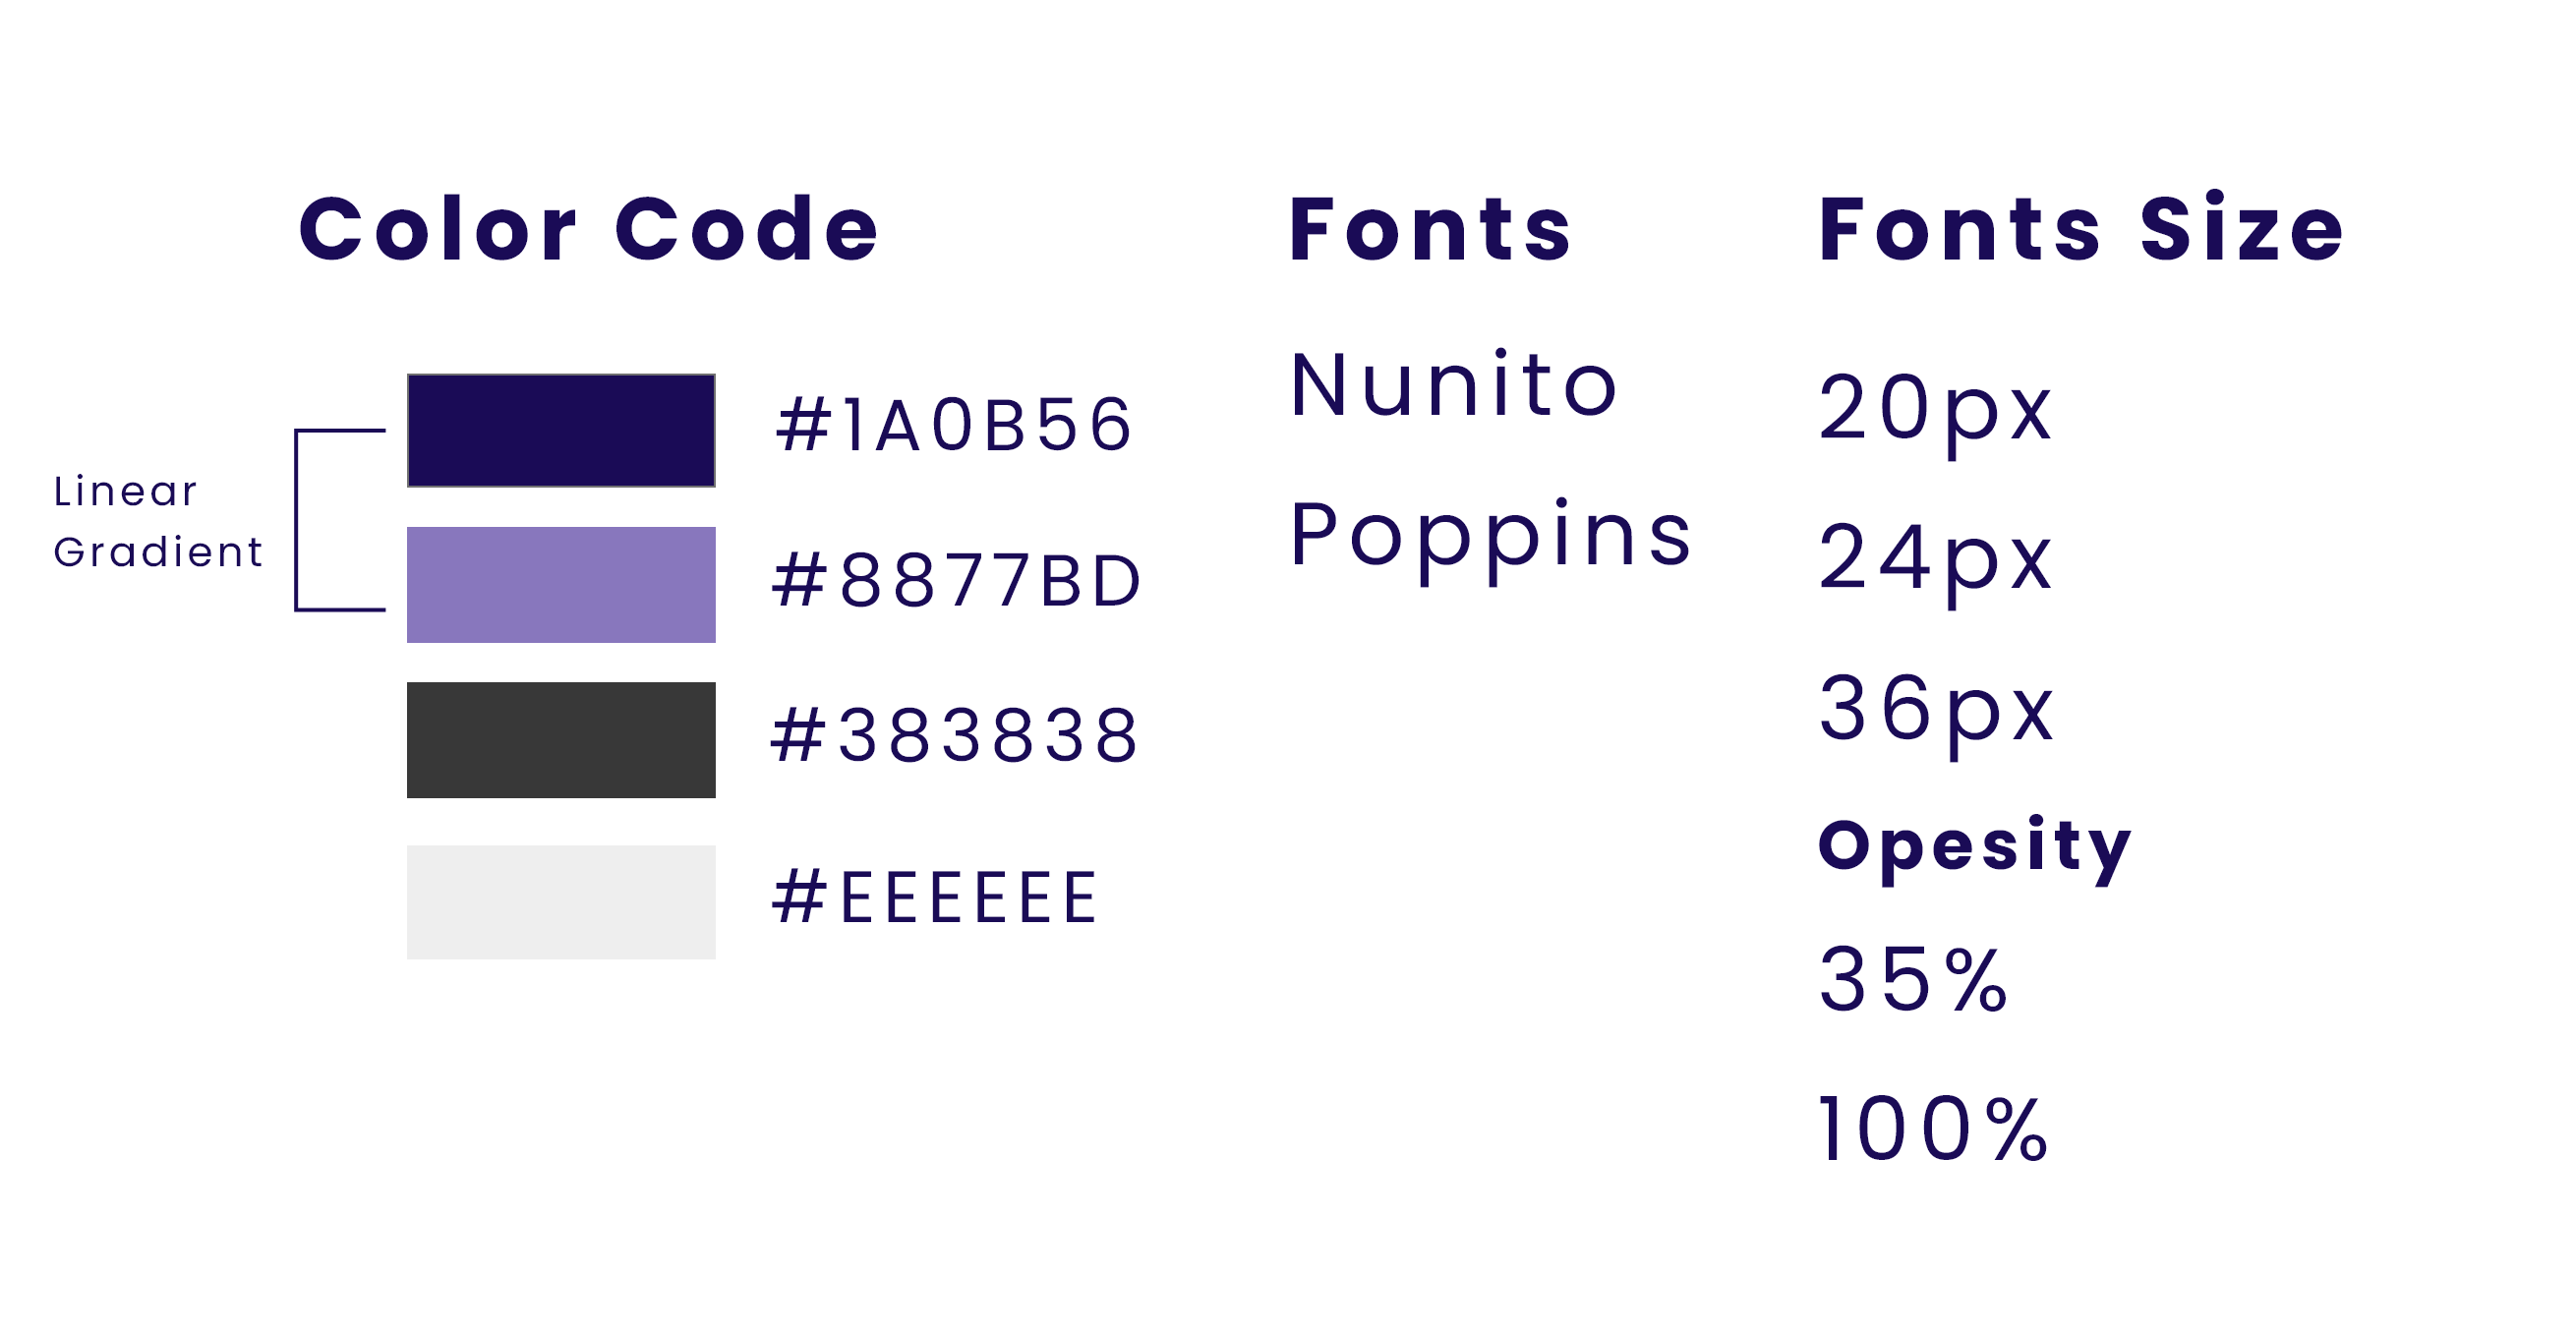 Color Code
Linear
Gradient
#1A0B56
#8877BD
#383838
#EEEEEE
Fonts
Nunito
Poppins
Fonts Size
20px
24px
36px
Opesity
35%
100%